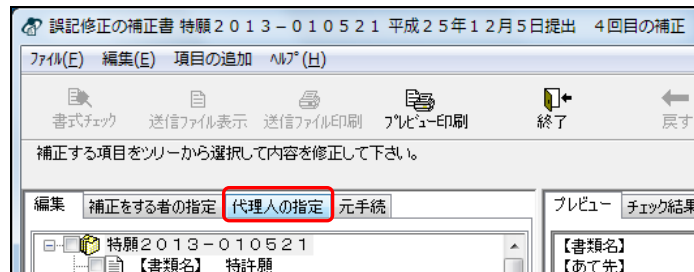 誤記修正の補正書 特願２０１３－０１０５２１ 平成２５年１２月５日提出　４回目の補正
ﾌｧｲﾙ(F)　編集(E)　項目の追加　ﾍﾙﾌﾟ(H)
書式ﾁｪｯｸ　送信ﾌｧｲﾙ表示　送信ﾌｧｲﾙ印刷　ﾌﾟﾚﾋﾞｭｰ印刷　終了　戻す
補正する項目をツリーから選択して内容を修正して下さい。
編集　補正をする者の指定　代理人の指定　元手続　プレビュー　チェック結果
特願２０１３－０１０５２１　【書類名】
【書類名】　特許願　【あて先】